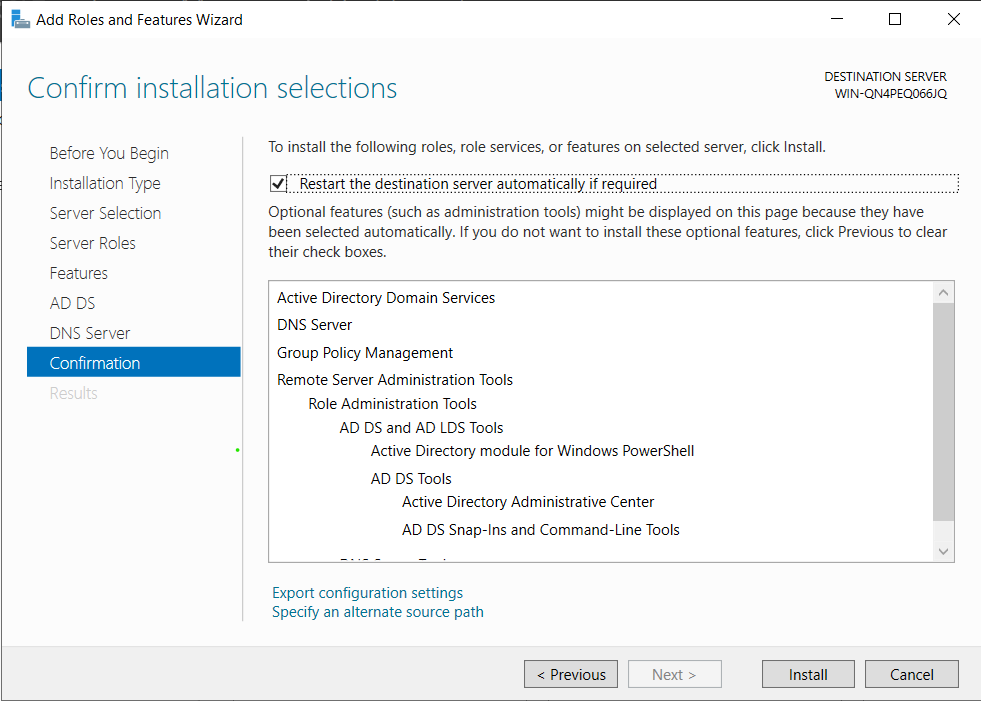 Add Roles and Features Wizard
Confirm installation selections
DESTINATION SERVER
WIN-QN4PEQ066JQ
Before You Begin
Installation Type
Server Selection
Server Roles
Features
AD DS
DNS Server
Confirmation
Results
To install the following roles, role services, or features on selected server, click Install.
Restart the destination server automatically if required
Optional features (such as administration tools) might be displayed on this page because they have
been selected automatically. If you do not want to install these optional features, click Previous to clear
their check boxes.
Active Directory Domain Services
DNS Server
Group Policy Management
Remote Server Administration Tools
Role Administration Tools
AD DS and AD LDS Tools
Active Directory module for Windows PowerShell
AD DS Tools
Active Directory Administrative Center
AD DS Snap-Ins and Command-Line Tools
Export configuration settings
Specify an alternate source path
< Previous
Next >
Install
Cancel